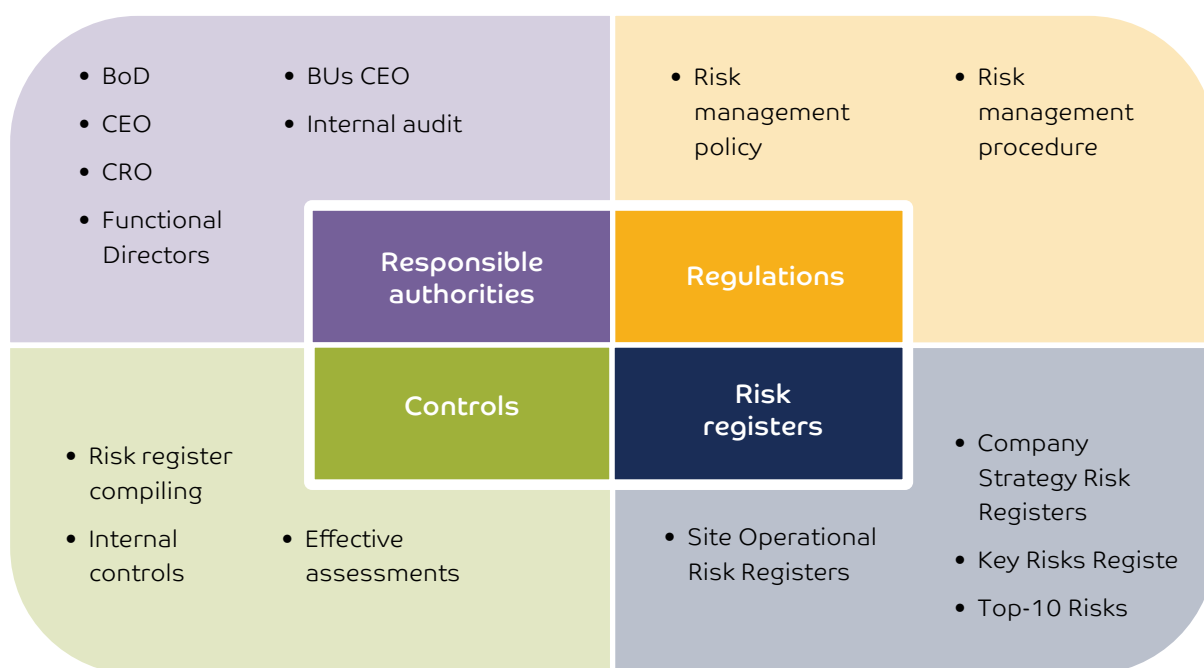 • BoD
• CEO
• CRO
• Functional
Directors
• BUs CEO
• Internal audit
• Risk
management
policy
• Risk
management
procedure
Responsible
authorities
Regulations
Controls
Risk
registers
• Risk register
compiling
• Internal
controls
• Effective
assessments
• Site Operational
Risk Registers
• Company
Strategy Risk
Registers
• Key Risks Registe
• Top-10 Risks